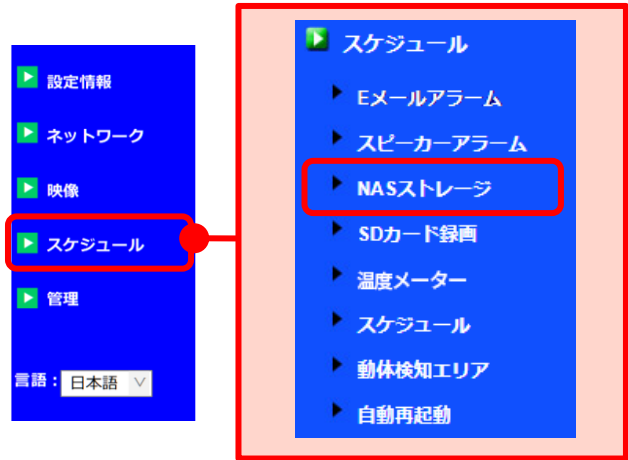 設定情報
ネットワーク
映像
スケジュール
管理
言語：日本語
スケジュール
Eメールアラーム
スピーカーアラーム
NASストレージ
SDカード録画
温度メーター
スケジュール
動体検知エリア
自動再起動